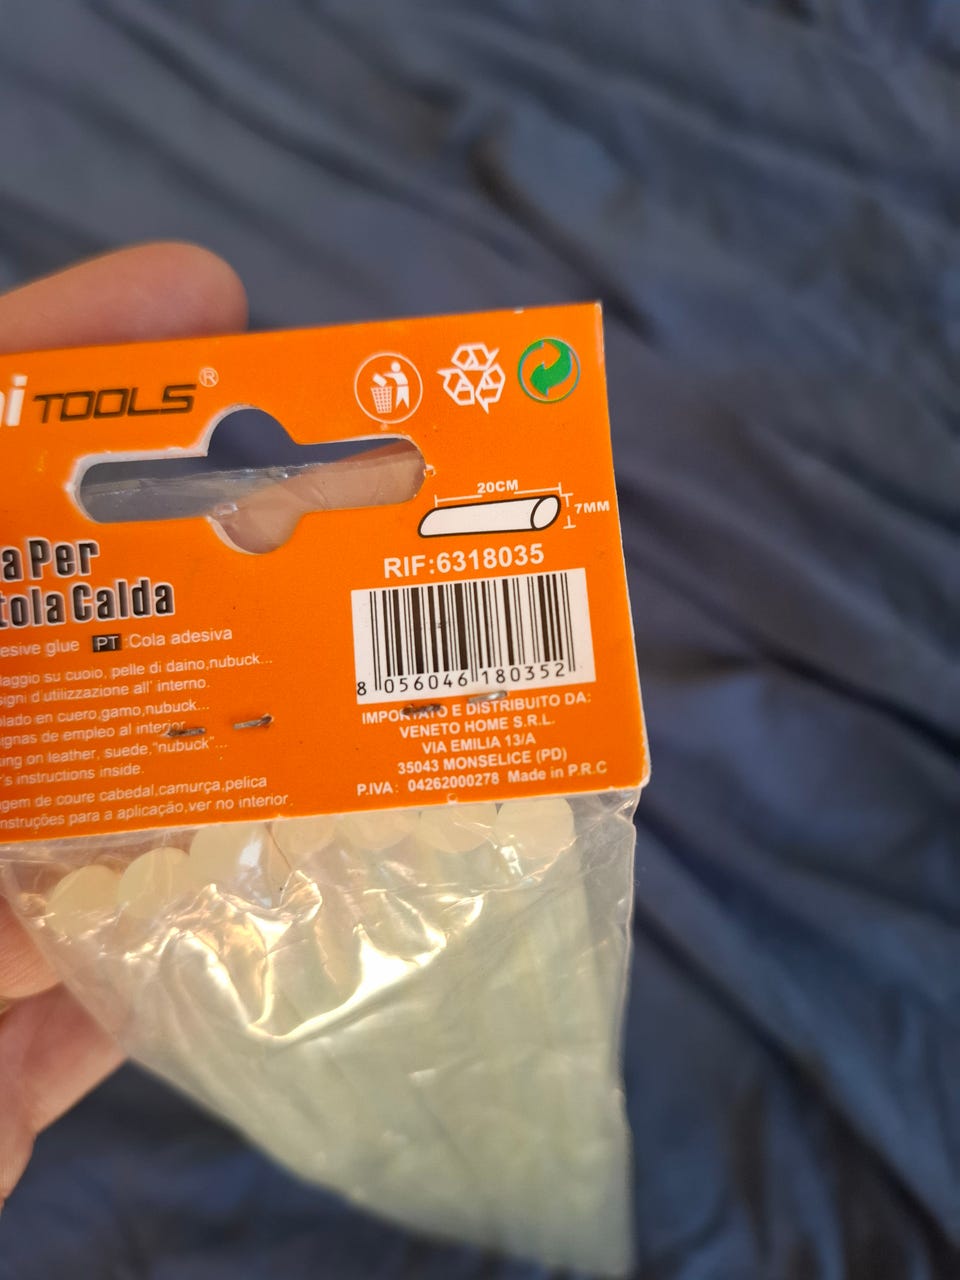 TOOLS®
20CM
7MM
RIF:6318035
8 056046 180352
a Per
tola Calda
esive glue PT :Cola adesiva
laggio su cuoio, pelle di daino,nubuck...
signi d'utilizzazione all' interno.
olado en cuero,gamo,nubuck...
ignas de empleo al interior
ing on leather, suede,"nubuck"...
r's instructions inside.
gem de coure cabedal,camurça,pelica
nstruções para a aplicação,ver no interior.
IMPORTATO E DISTRIBUITO DA:
VENETO HOME S.R.L.
VIA EMILIA 13/A
35043 MONSELICE (PD)
P.IVA: 04262000278 Made in P.R.C